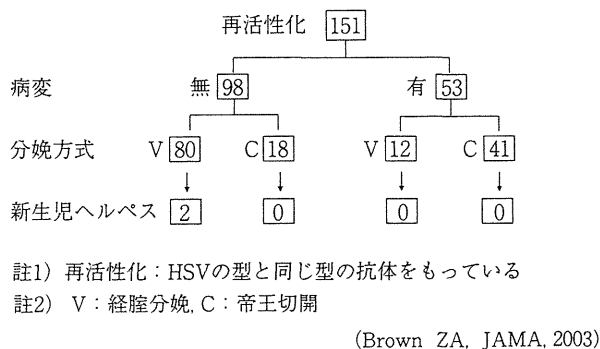 再活性化 151
病変 無 98 有 53
分娩方式 V 80 C 18 V 12 C 41
新生児ヘルペス 2 0 0 0
註1) 再活性化：HSVの型と同じ型の抗体をもっている
註2) V：経腟分娩, C：帝王切開
(Brown ZA, JAMA, 2003)